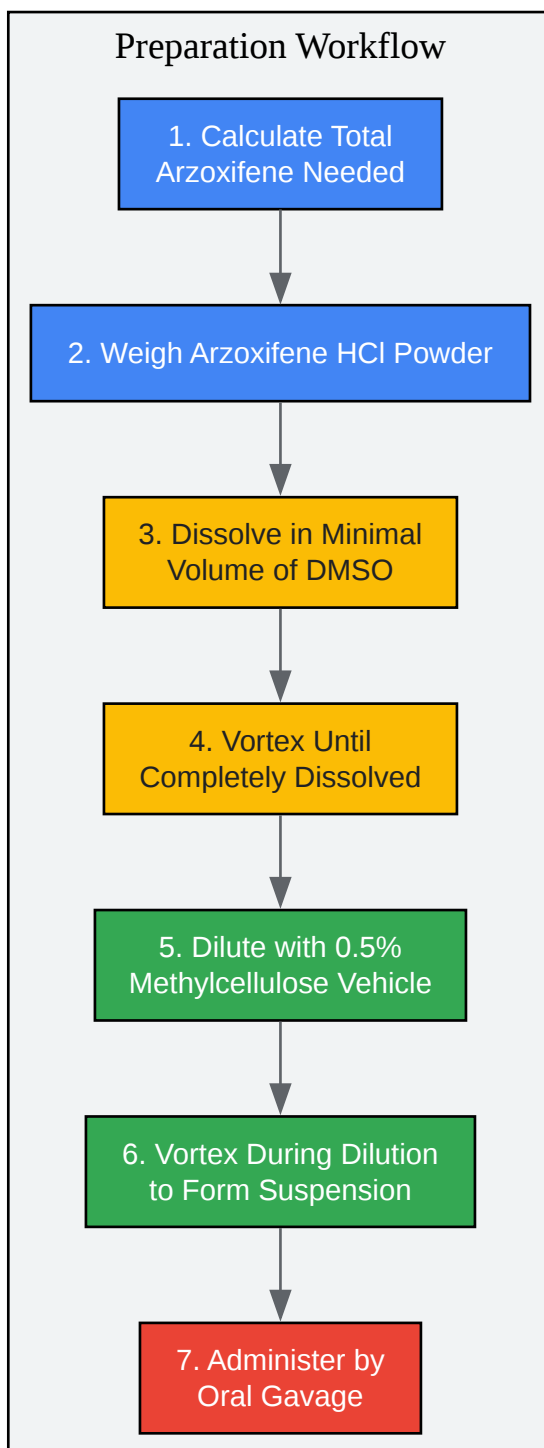 Preparation Workflow
1. Calculate Total
Arzoxifene Needed
2. Weigh Arzoxifene HCl Powder
3. Dissolve in Minimal
Volume of DMSO
4. Vortex Until
Completely Dissolved
5. Dilute with 0.5%
Methylcellulose Vehicle
6. Vortex During Dilution
to Form Suspension
7. Administer by
Oral Gavage